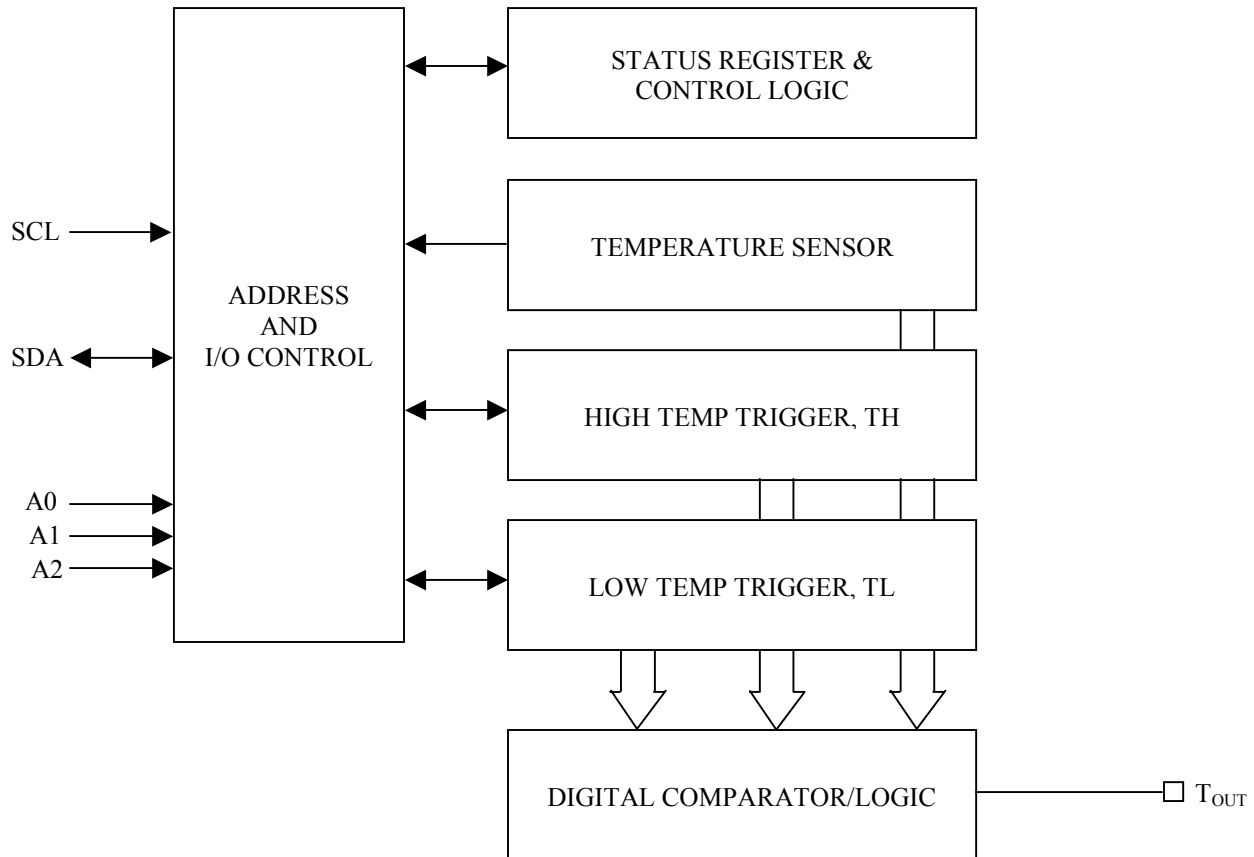 STATUS REGISTER &
CONTROL LOGIC
SCL
TEMPERATURE SENSOR
ADDRESS
AND
I/O CONTROL
SDA
HIGH TEMP TRIGGER, TH
A0
A1
A2
LOW TEMP TRIGGER, TL
DIGITAL COMPARATOR/LOGIC
TOUT